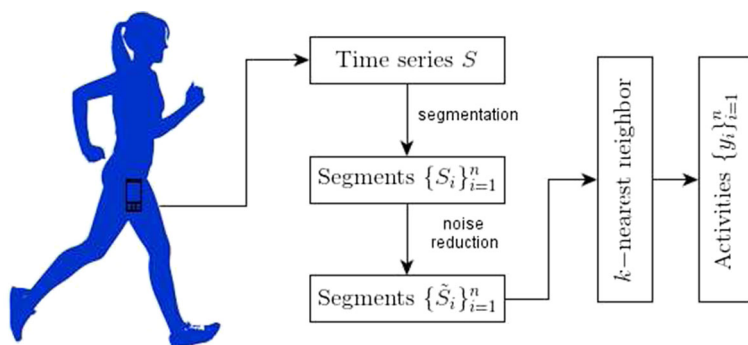 Time series S
segmentation
Segments {S_i}_{i=1}^n
noise
reduction
Segments {S̃_i}_{i=1}^n
k−nearest neighbor
Activities {y_i}_{i=1}^n